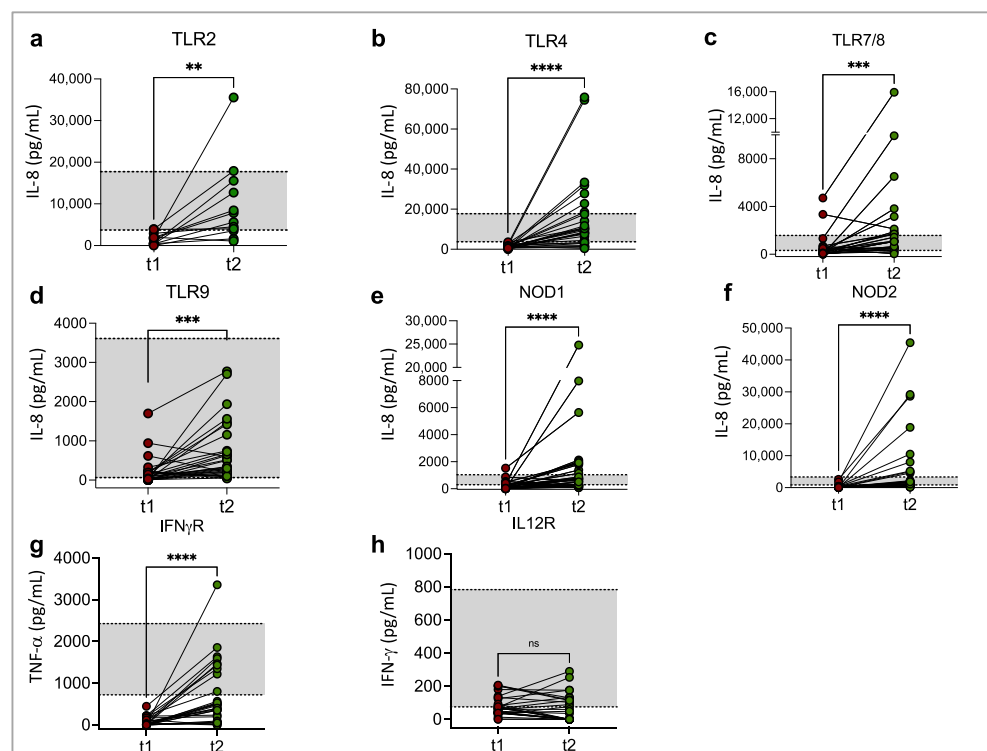 a TLR2
**
IL-8 (pg/mL)
40,000
30,000
20,000
10,000
0
t1 t2
b TLR4
****
IL-8 (pg/mL)
80,000
60,000
40,000
20,000
0
t1 t2
c TLR7/8
***
IL-8 (pg/mL)
16,000
12,000
8000
4000
0
t1 t2
d TLR9
***
IL-8 (pg/mL)
4000
3000
2000
1000
0
t1 t2
e NOD1
****
IL-8 (pg/mL)
30,000
25,000
20,000
8000
6000
4000
2000
0
t1 t2
f NOD2
****
IL-8 (pg/mL)
50,000
40,000
30,000
20,000
10,000
0
t1 t2
g IFNγR
****
TNF-α (pg/mL)
4000
3000
2000
1000
0
t1 t2
h IL12R
ns
IFN-γ (pg/mL)
1000
800
600
400
200
0
t1 t2